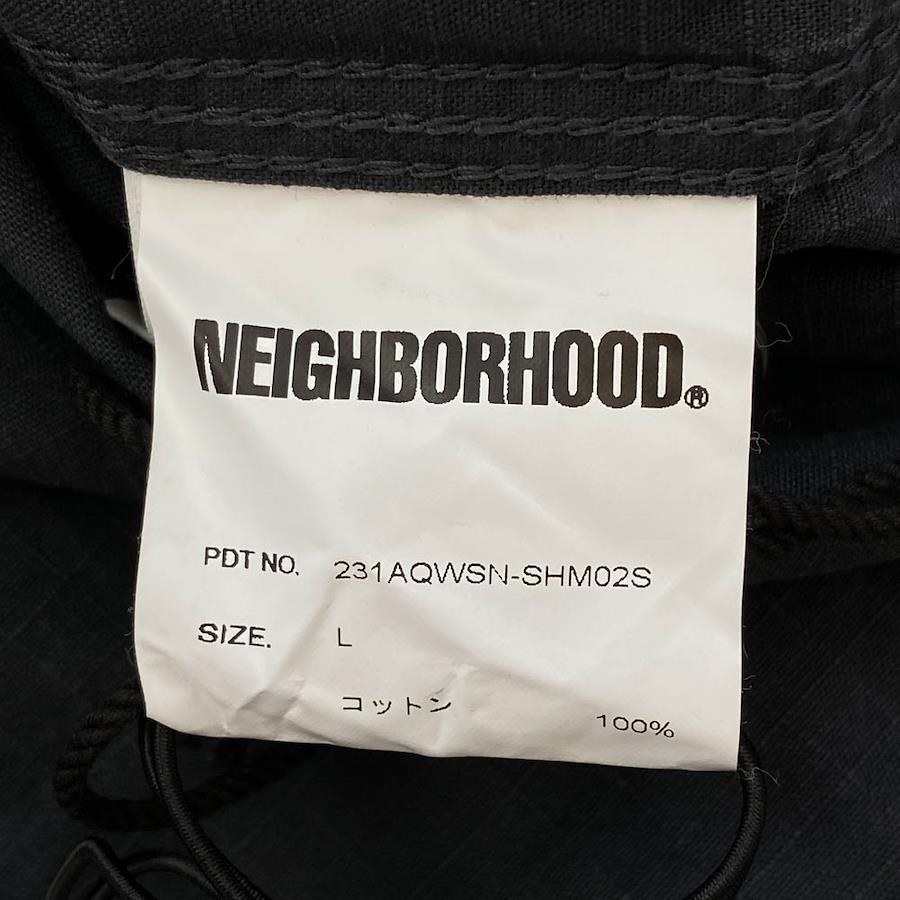 NEIGHBORHOOD®
PDT NO. 231AQWSN-SHM02S
SIZE. L
コットン 100%